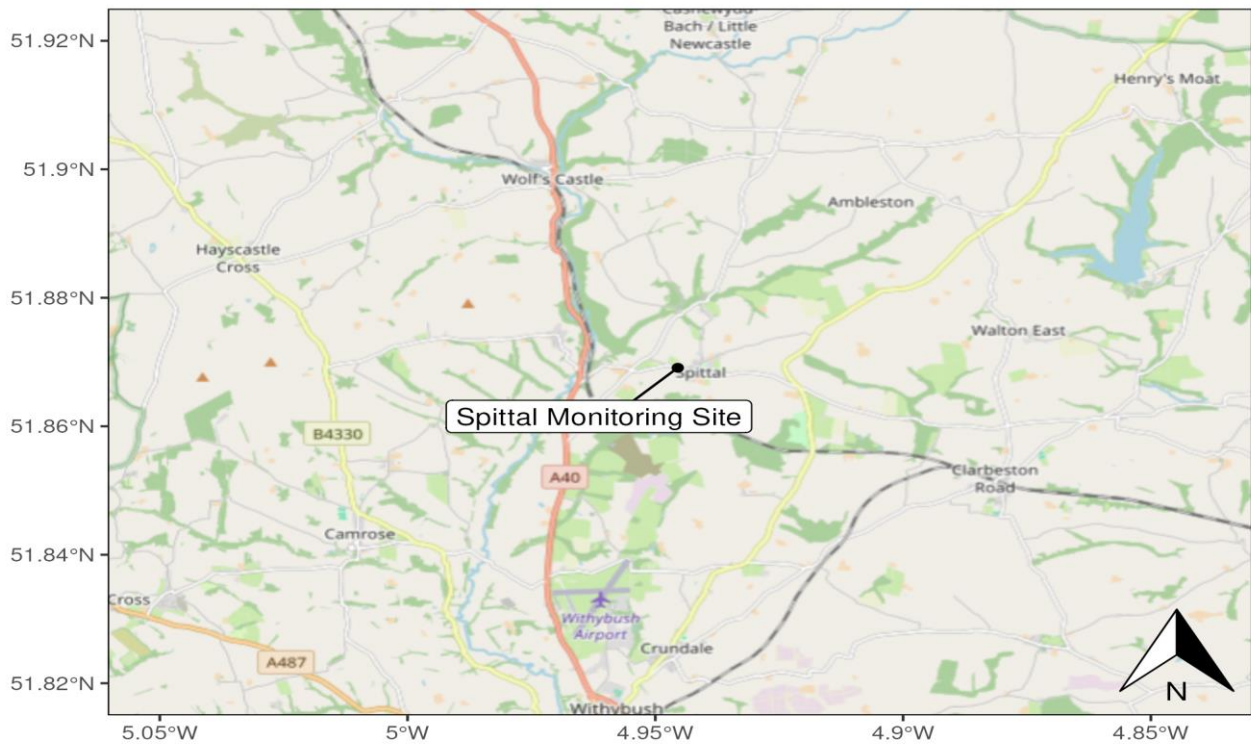 Bach / Little
Newcastle
51.92°N
Henry's Moat
51.9°N
Wolf's Castle
Ambleston
Hayscastle
Cross
51.88°N
Walton East
Spittal
Spittal Monitoring Site
51.86°N
B4330
Clarbeston
Road
A40
Camrose
51.84°N
Cross
Withybush
Airport
Crundale
A487
51.82°N
N
Withybush
5.05°W
5°W
4.95°W
4.9°W
4.85°W